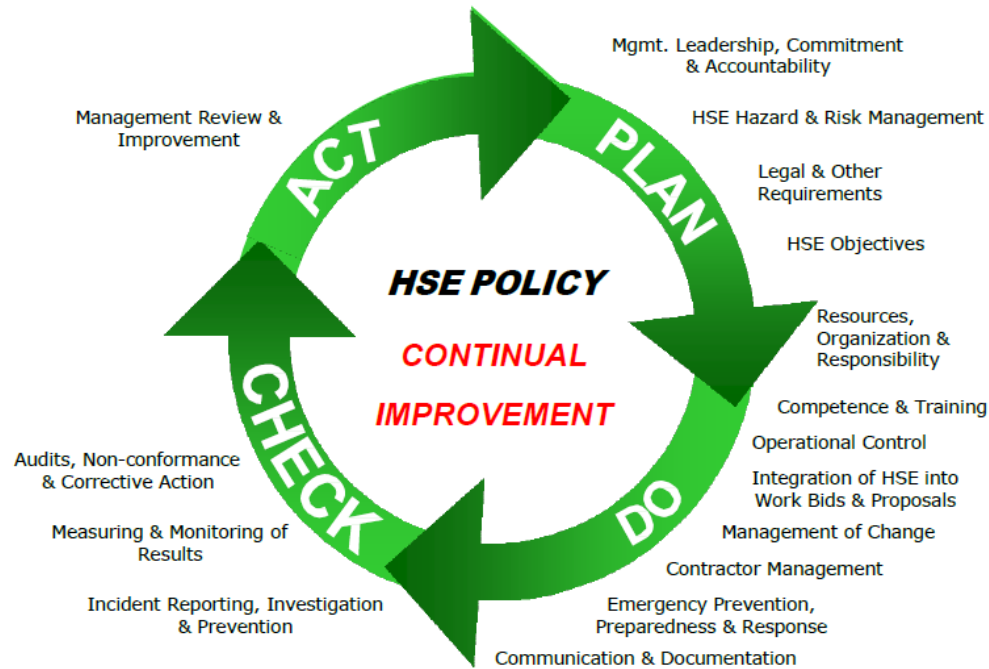 Mgmt. Leadership, Commitment
& Accountability
HSE Hazard & Risk Management
Legal & Other
Requirements
HSE Objectives
Resources,
Organization &
Responsibility
Competence & Training
Operational Control
Integration of HSE into
Work Bids & Proposals
Management of Change
Contractor Management
Emergency Prevention,
Preparedness & Response
Communication & Documentation
Incident Reporting, Investigation
& Prevention
Measuring & Monitoring of
Results
Audits, Non-conformance
& Corrective Action
Management Review &
Improvement
PLAN
DO
CHECK
ACT
HSE POLICY
CONTINUAL
IMPROVEMENT